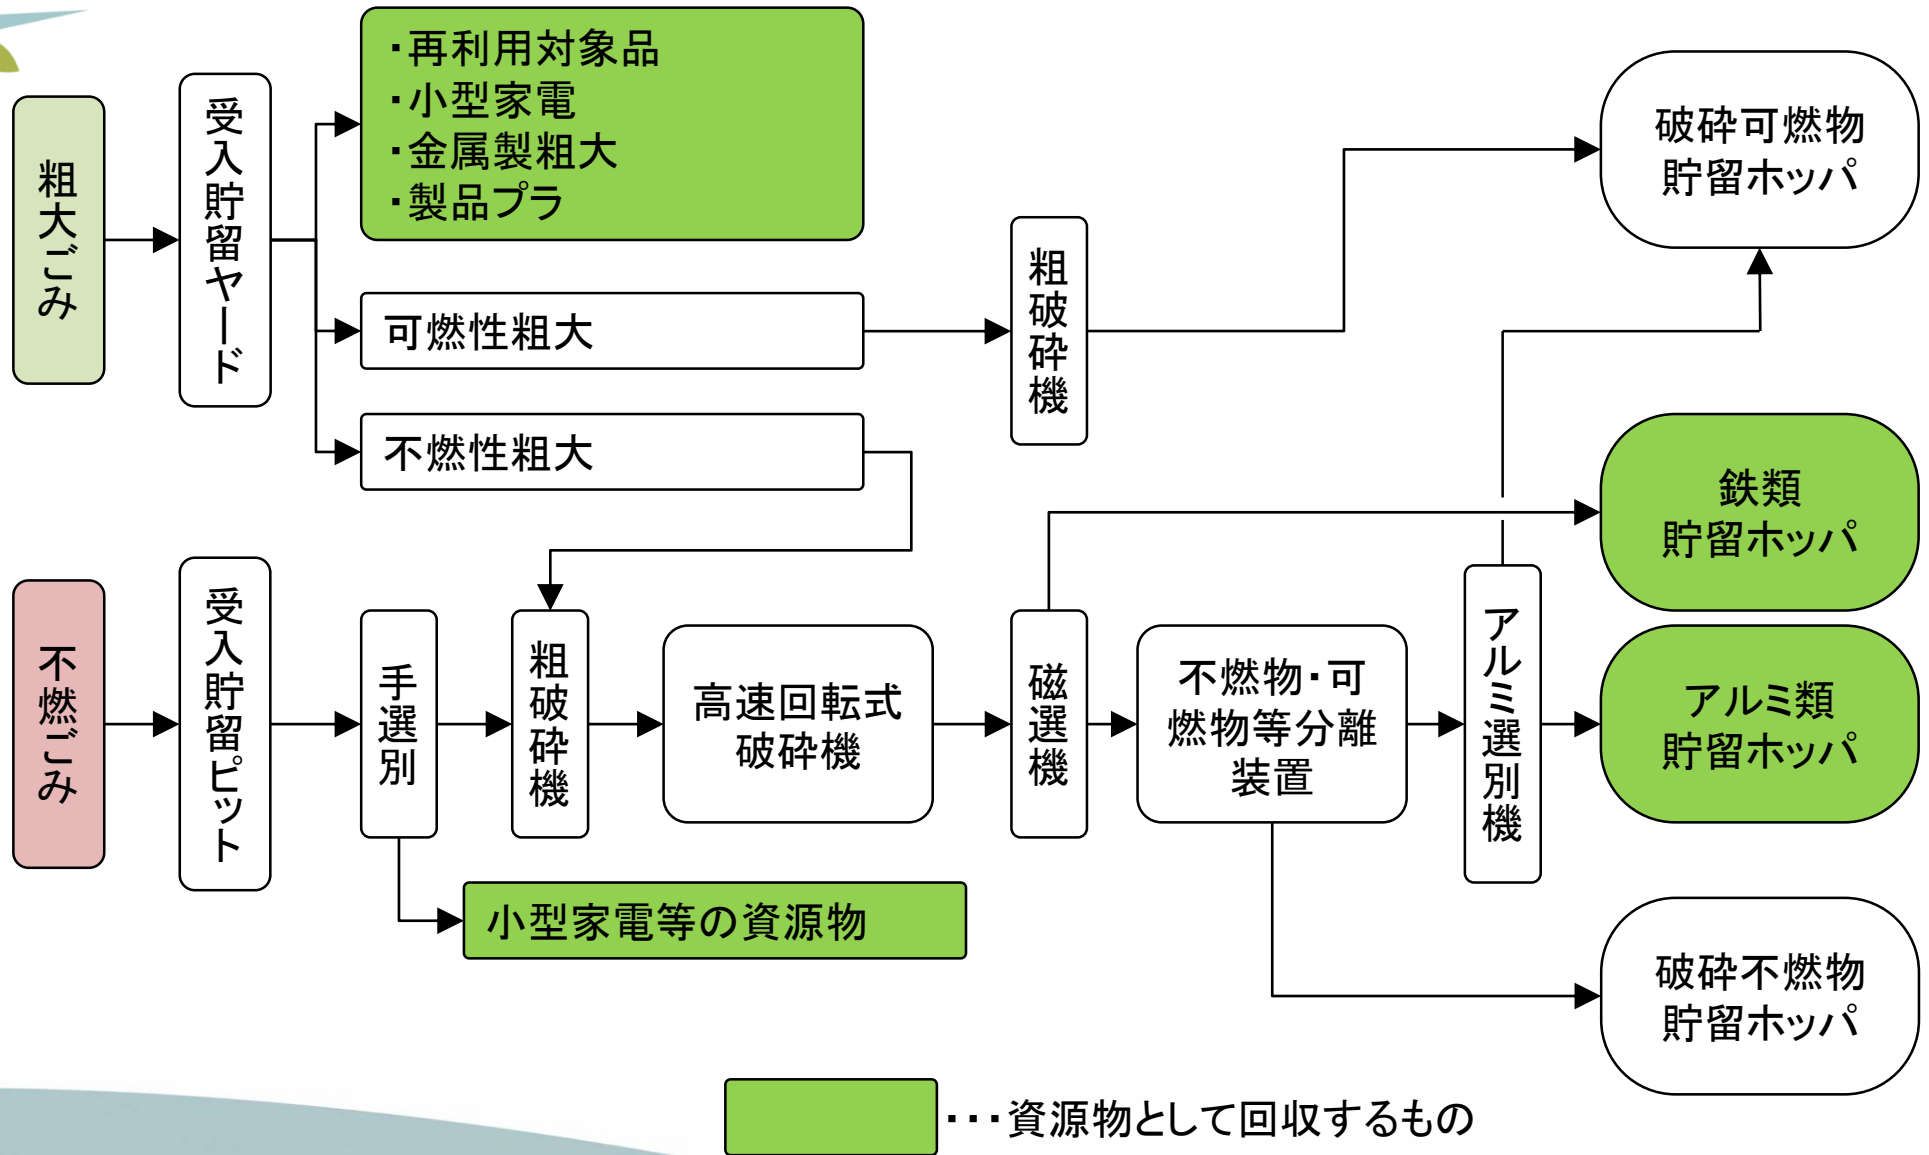 粗大ごみ
受入貯留ヤード
・再利用対象品
・小型家電
・金属製粗大
・製品プラ
可燃性粗大
不燃性粗大
粗破砕機
破砕可燃物
貯留ホッパ
鉄類
貯留ホッパ
不燃ごみ
受入貯留ピット
手選別
粗破砕機
高速回転式
破砕機
磁選機
不燃物・可
燃物等分離
装置
アルミ選別機
アルミ類
貯留ホッパ
小型家電等の資源物
破砕不燃物
貯留ホッパ
・・・資源物として回収するもの